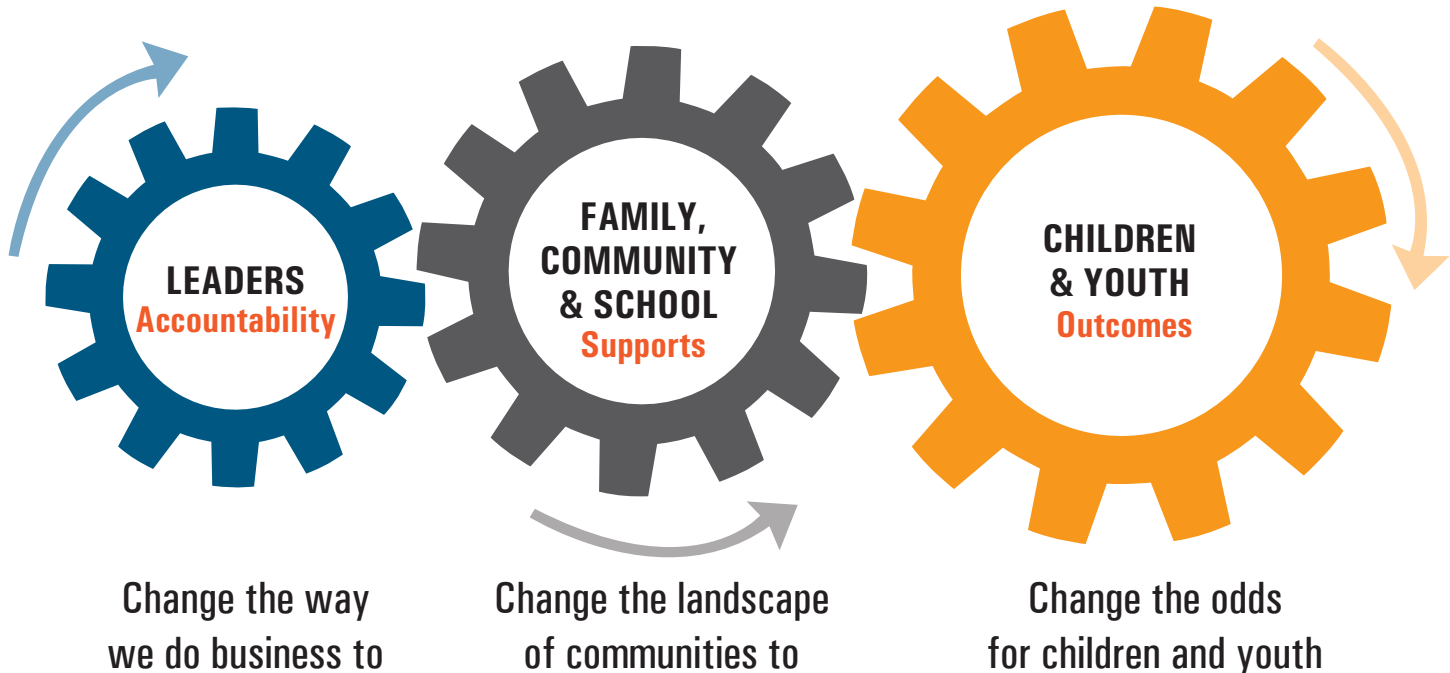 LEADERS
Accountability
FAMILY,
COMMUNITY
& SCHOOL
Supports
CHILDREN
& YOUTH
Outcomes
Change the way
we do business to
Change the landscape
of communities to
Change the odds
for children and youth